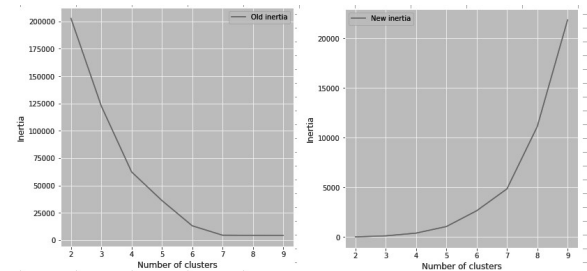 Old inertia
200000
175000
150000
125000
100000
75000
50000
25000
0
Inertia
2 3 4 5 6 7 8 9
Number of clusters
New inertia
20000
15000
10000
5000
0
Inertia
2 3 4 5 6 7 8 9
Number of clusters